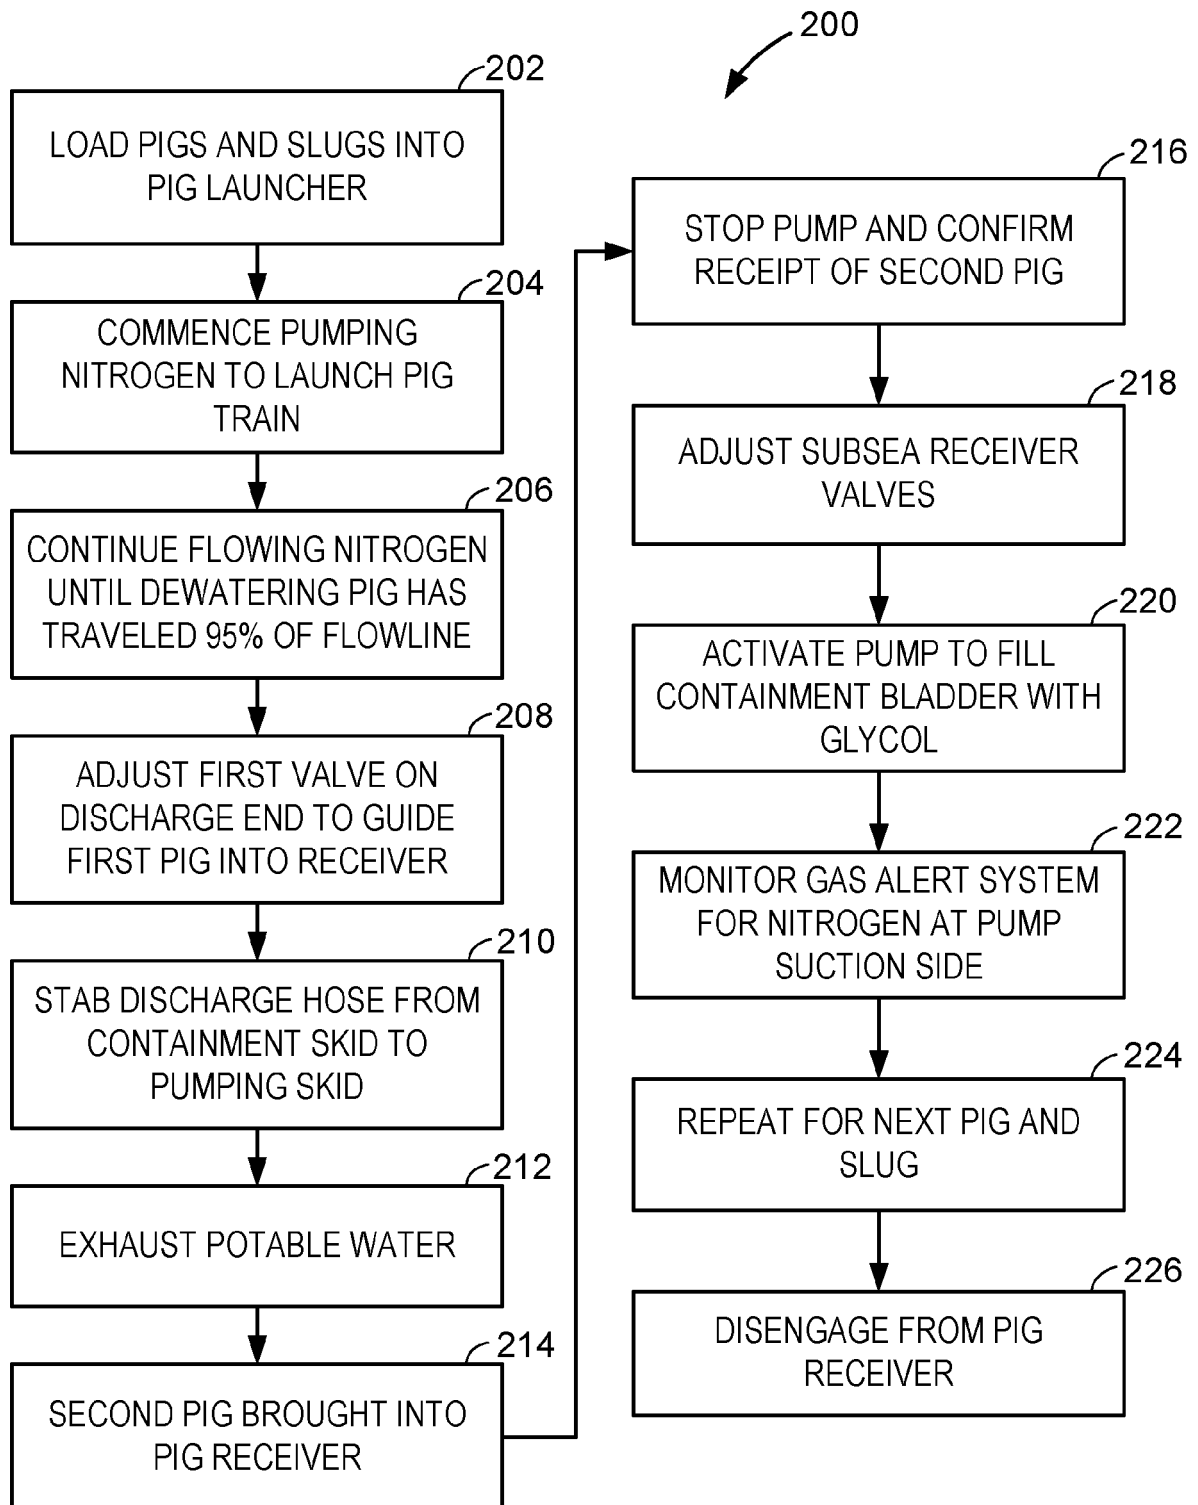 200
202
LOAD PIGS AND SLUGS INTO
PIG LAUNCHER
204
COMMENCE PUMPING
NITROGEN TO LAUNCH PIG
TRAIN
206
CONTINUE FLOWING NITROGEN
UNTIL DEWATERING PIG HAS
TRAVELED 95% OF FLOWLINE
208
ADJUST FIRST VALVE ON
DISCHARGE END TO GUIDE
FIRST PIG INTO RECEIVER
210
STAB DISCHARGE HOSE FROM
CONTAINMENT SKID TO
PUMPING SKID
212
EXHAUST POTABLE WATER
214
SECOND PIG BROUGHT INTO
PIG RECEIVER
216
STOP PUMP AND CONFIRM
RECEIPT OF SECOND PIG
218
ADJUST SUBSEA RECEIVER
VALVES
220
ACTIVATE PUMP TO FILL
CONTAINMENT BLADDER WITH
GLYCOL
222
MONITOR GAS ALERT SYSTEM
FOR NITROGEN AT PUMP
SUCTION SIDE
224
REPEAT FOR NEXT PIG AND
SLUG
226
DISENGAGE FROM PIG
RECEIVER